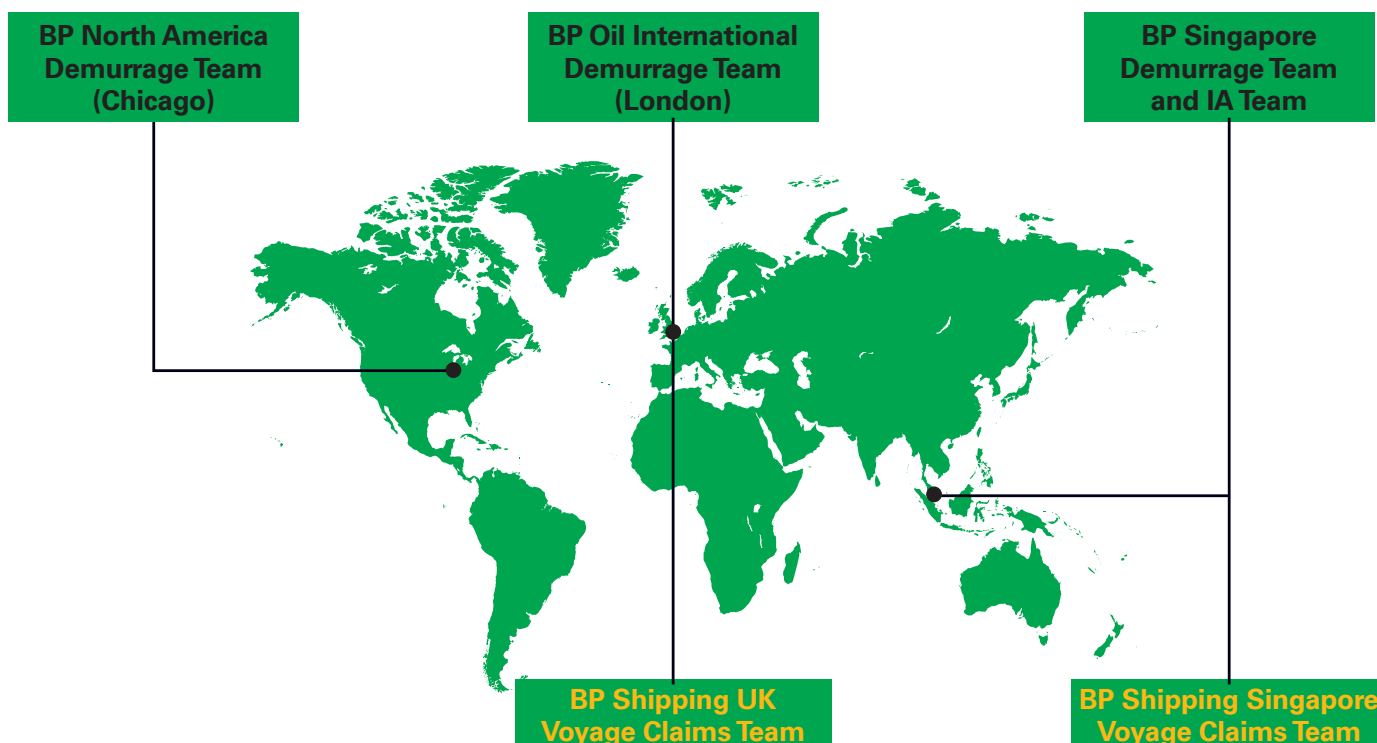 BP North America
Demurrage Team
(Chicago)
BP Oil International
Demurrage Team
(London)
BP Singapore
Demurrage Team
and IA Team
BP Shipping UK
Voyage Claims Team
BP Shipping Singapore
Voyage Claims Team